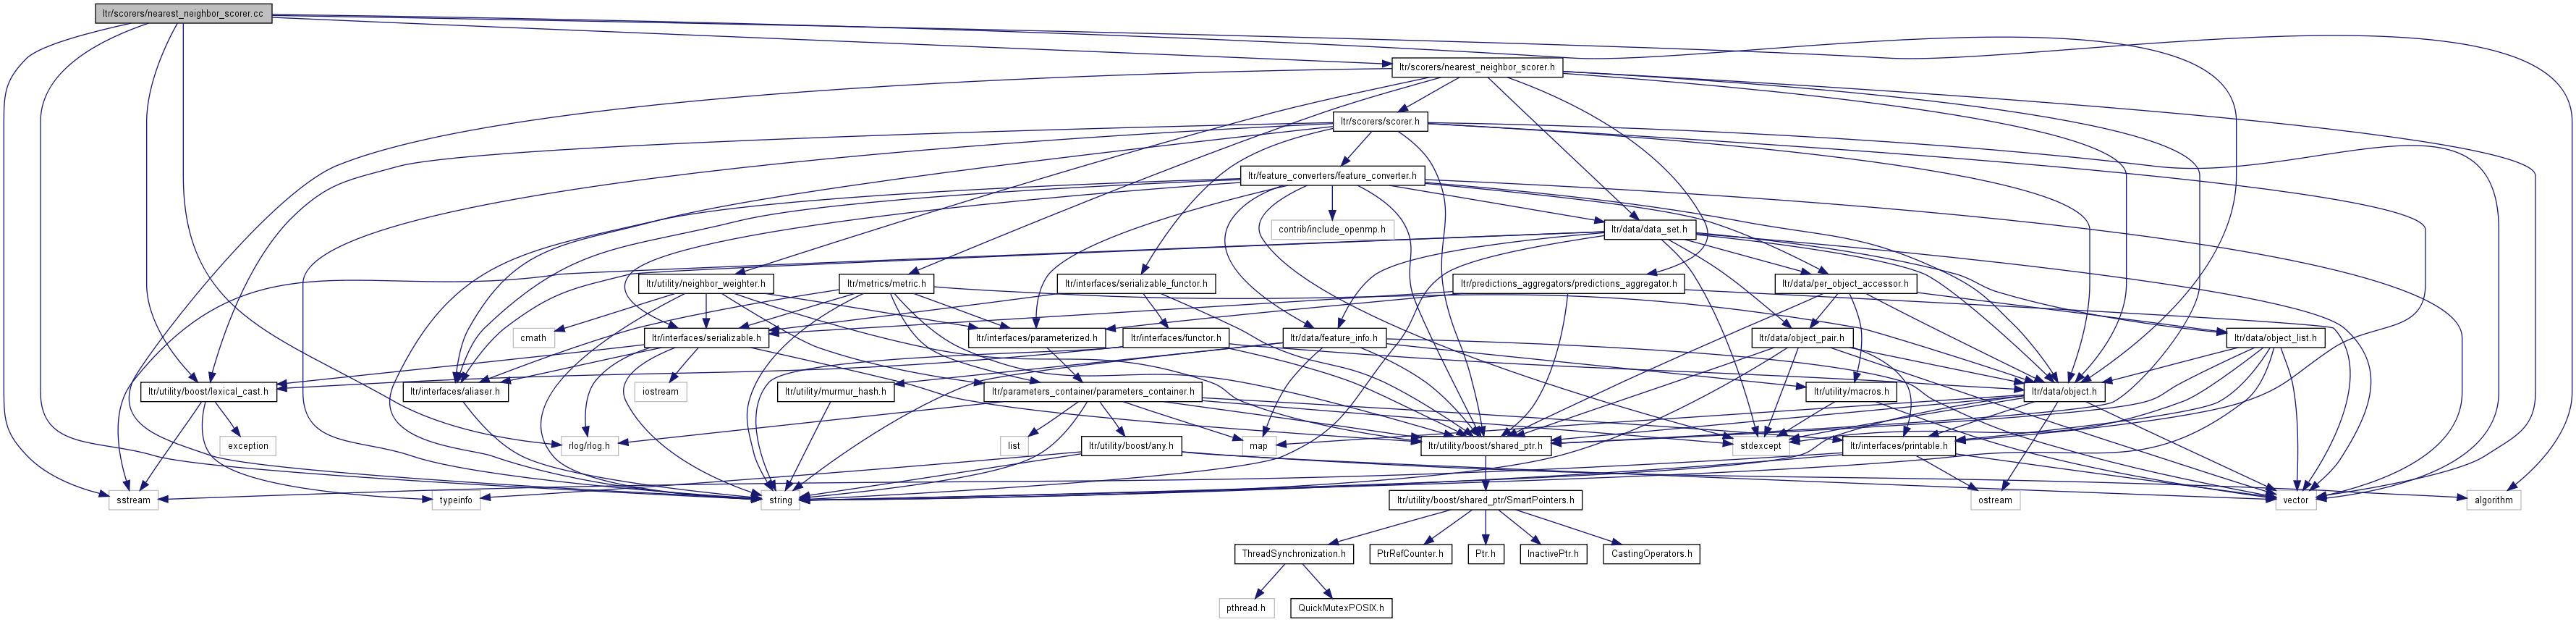 ltr/scorers/nearest_neighbor_scorer.cc
ltr/scorers/nearest_neighbor_scorer.h
ltr/scorers/scorer.h
ltr/feature_converters/feature_converter.h
contrib/include_openmp.h
ltr/data/data_set.h
ltr/utility/neighbor_weighter.h
ltr/metrics/metric.h
ltr/interfaces/serializable_functor.h
ltr/predictions_aggregators/predictions_aggregator.h
ltr/data/per_object_accessor.h
cmath
ltr/interfaces/serializable.h
ltr/interfaces/parameterized.h
ltr/interfaces/functor.h
ltr/data/feature_info.h
ltr/data/object_pair.h
ltr/data/object_list.h
ltr/utility/boost/lexical_cast.h
ltr/interfaces/aliaser.h
iostream
ltr/utility/murmur_hash.h
ltr/parameters_container/parameters_container.h
ltr/utility/macros.h
ltr/data/object.h
exception
rlog/rlog.h
list
ltr/utility/boost/any.h
map
ltr/utility/boost/shared_ptr.h
stdexcept
ltr/interfaces/printable.h
sstream
typeinfo
string
ltr/utility/boost/shared_ptr/SmartPointers.h
ostream
vector
algorithm
ThreadSynchronization.h
PtrRefCounter.h
Ptr.h
InactivePtr.h
CastingOperators.h
pthread.h
QuickMutexPOSIX.h